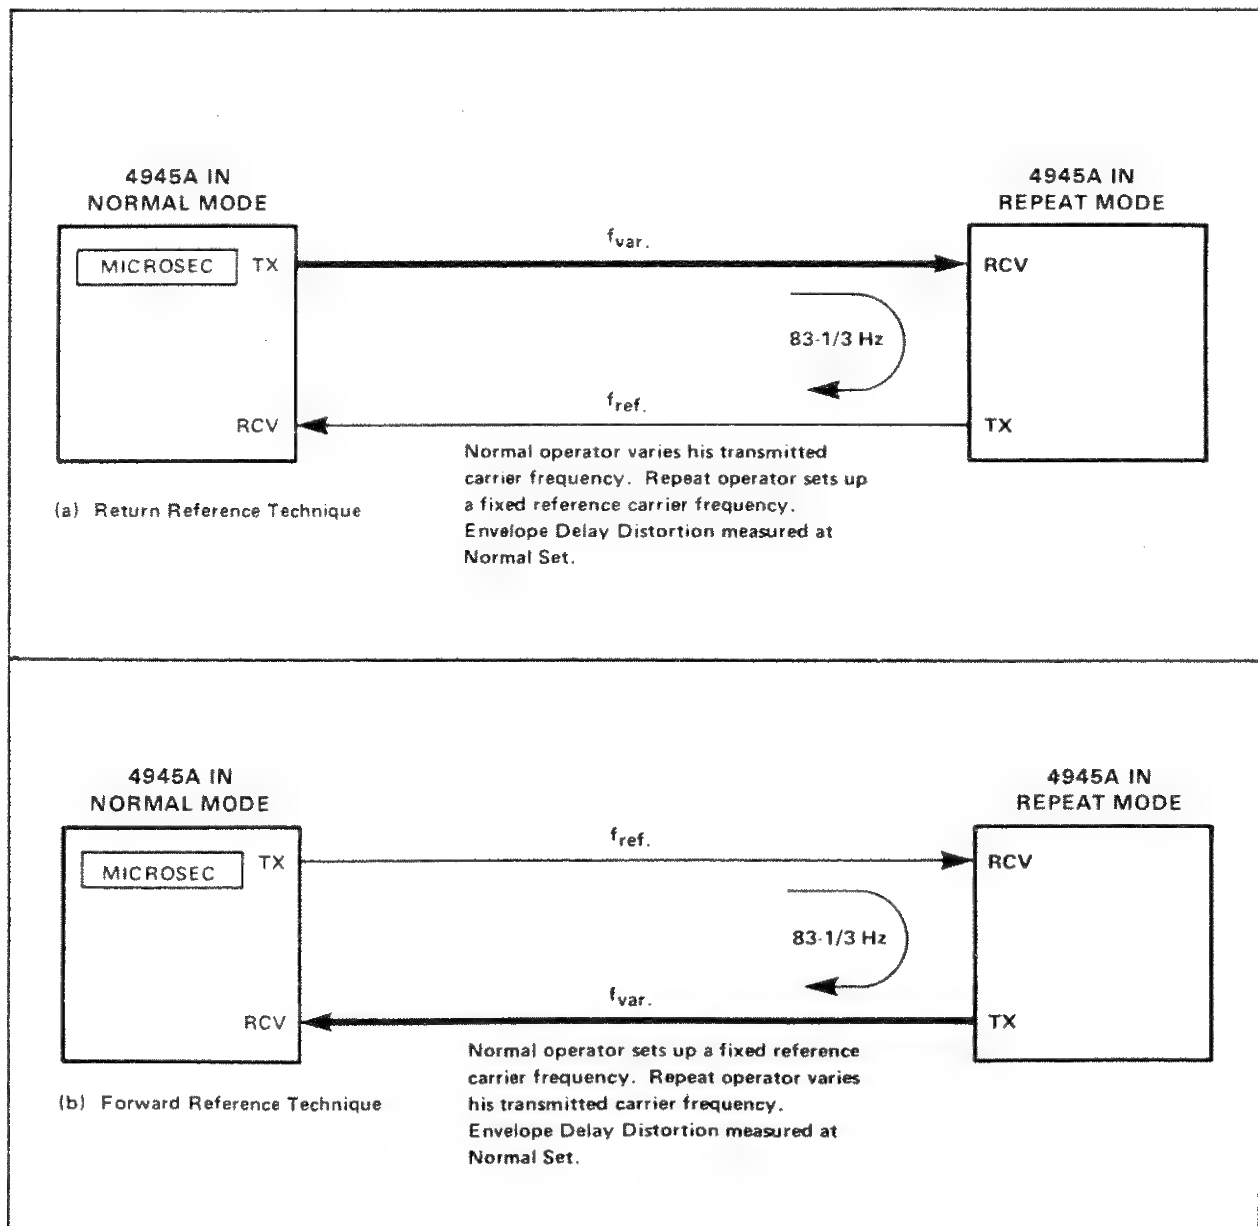 4945A IN
NORMAL MODE
4945A IN
REPEAT MODE
MICROSEC
TX
fvar.
RCV
83-1/3 Hz
RCV
fref.
TX
Normal operator varies his transmitted
carrier frequency. Repeat operator sets up
a fixed reference carrier frequency.
Envelope Delay Distortion measured at
Normal Set.
(a) Return Reference Technique
4945A IN
NORMAL MODE
4945A IN
REPEAT MODE
MICROSEC
TX
fref.
RCV
83-1/3 Hz
RCV
fvar.
TX
Normal operator sets up a fixed reference
carrier frequency. Repeat operator varies
his transmitted carrier frequency.
Envelope Delay Distortion measured at
Normal Set.
(b) Forward Reference Technique